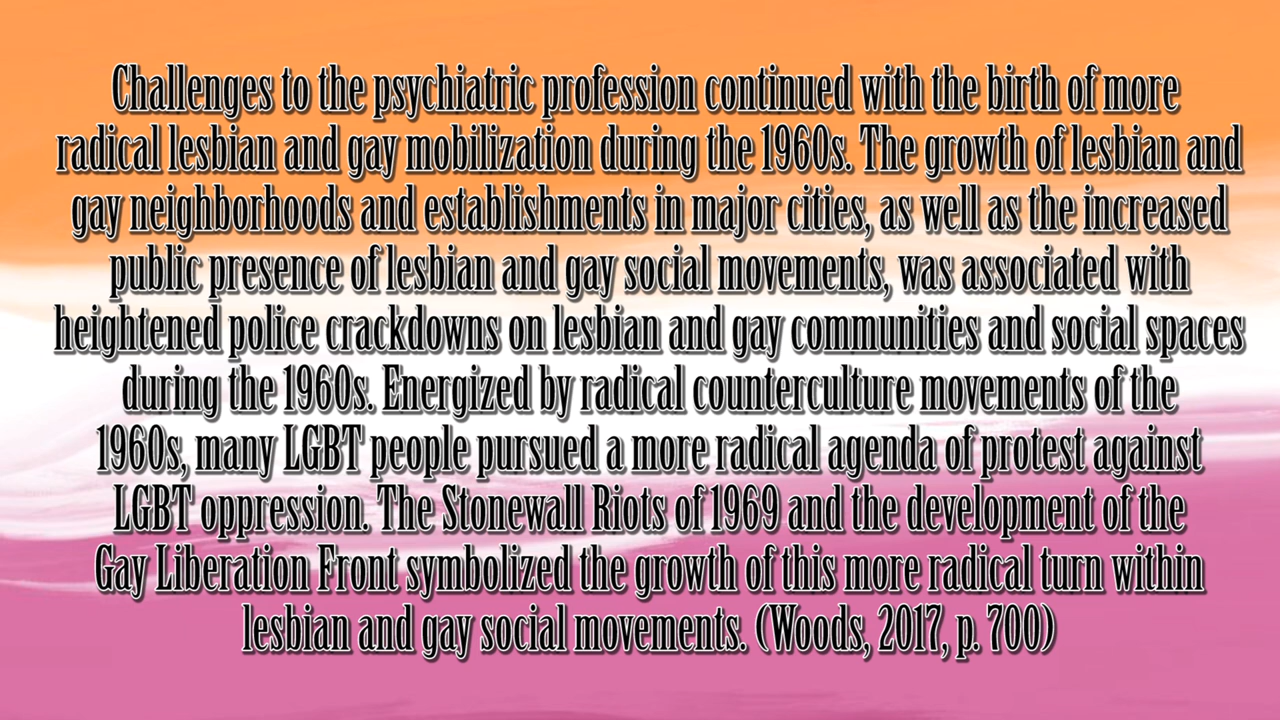 Challenges to the psychiatric profession continued with the birth of more
radical lesbian and gay mobilization during the 1960s. The growth of lesbian and
gay neighborhoods and establishments in major cities, as well as the increased
public presence of lesbian and gay social movements, was associated with
heightened police crackdowns on lesbian and gay communities and social spaces
during the 1960s. Energized by radical counterculture movements of the
1960s, many LGBT people pursued a more radical agenda of protest against
LGBT oppression. The Stonewall Riots of 1969 and the development of the
Gay Liberation Front symbolized the growth of this more radical turn within
lesbian and gay social movements. (Woods, 2017, p. 700)